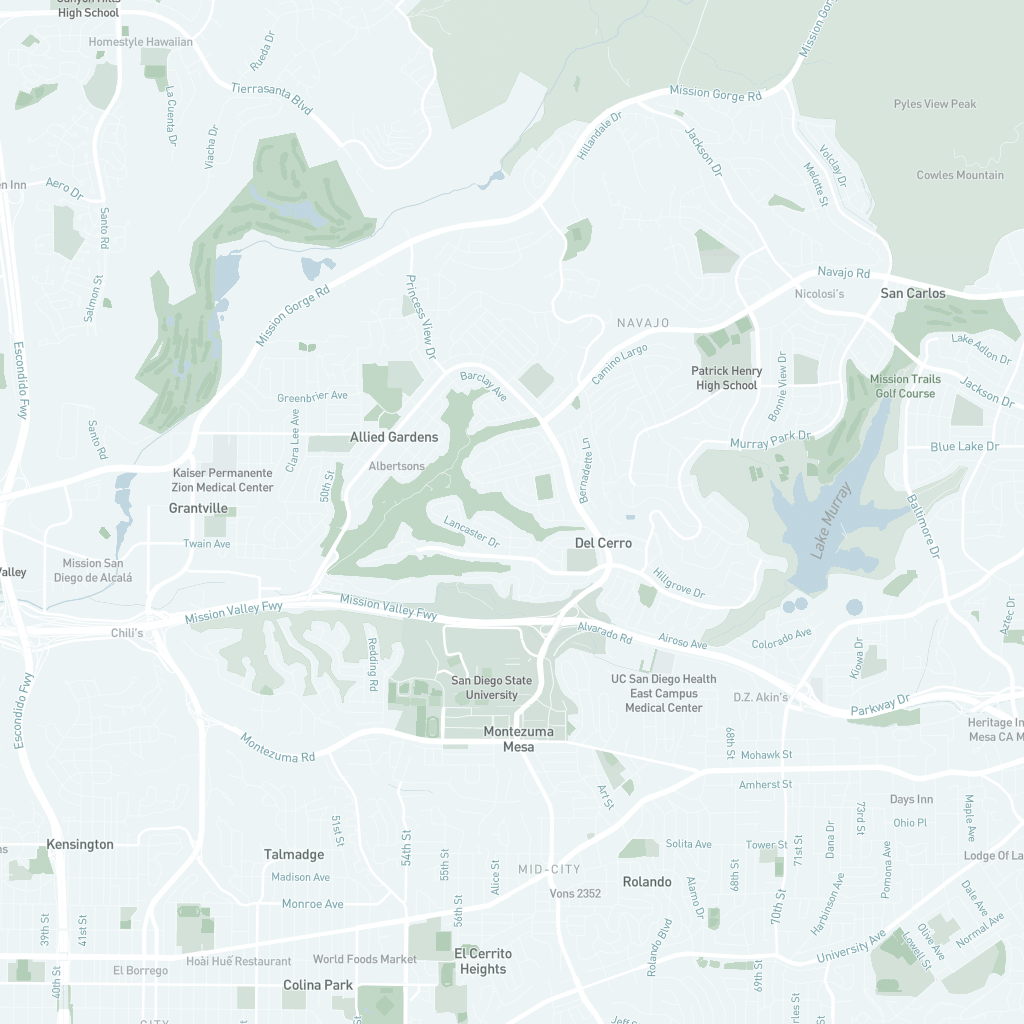 High School
Homestyle Hawaiian
Rueda Dr
Mission Gorge
Tierrasanta Blvd
Mission Gorge Rd
La Cuenta Dr
Viacha Dr
Hillandale Dr
Jackson Dr
Pyles View Peak
Volclay Dr
Melotte St
Cowles Mountain
en Inn
Aero Dr
Santo Rd
Salmon St
Navajo Rd
Nicolosi's
San Carlos
Mission Gorge Rd
Princess View Dr
NAVAJO
Escondido Fwy
Lake Adlon Dr
Camino Largo
Patrick Henry
High School
Bonnie View Dr
Mission Trails
Golf Course
Jackson Dr
Barclay Ave
Greenbrier Ave
Clara Lee Ave
Santo Rd
Allied Gardens
Albertsons
Murray Park Dr
Blue Lake Dr
Bernadette Ln
Kaiser Permanente
Zion Medical Center
50th St
Grantville
Lancaster Dr
Lake Murray
Baltimore Dr
Twain Ave
Del Cerro
Mission San
Diego de Alcalá
Valley
Hillgrove Dr
Mission Valley Fwy
Mission Valley Fwy
Chili's
Alvarado Rd
Airoso Ave
Colorado Ave
Aztec Dr
Kiowa Dr
Redding Rd
San Diego State
University
UC San Diego Health
East Campus
Medical Center
D.Z. Akin's
Parkway Dr
Escondido Fwy
Heritage In
Mesa CA M
Montezuma
Mesa
Montezuma Rd
68th St
Mohawk St
Amherst St
Art St
Days Inn
Maple Ave
Ohio Pl
73rd St
Kensington
51st St
54th St
Talmadge
Dana Dr
71st St
Solita Ave
Tower St
Lodge Of La
55th St
Alice St
MID-CITY
Madison Ave
Rolando
68th St
Pomona Ave
Vons 2352
Alamo Dr
Harbinson Ave
Dale Ave
Monroe Ave
56th St
70th St
39th St
41st St
Olive Ave
Normal Ave
Lowell St
University Ave
Rolando Blvd
El Cerrito
Heights
Hoài Huế Restaurant
World Foods Market
El Borrego
40th St
69th St
Colina Park